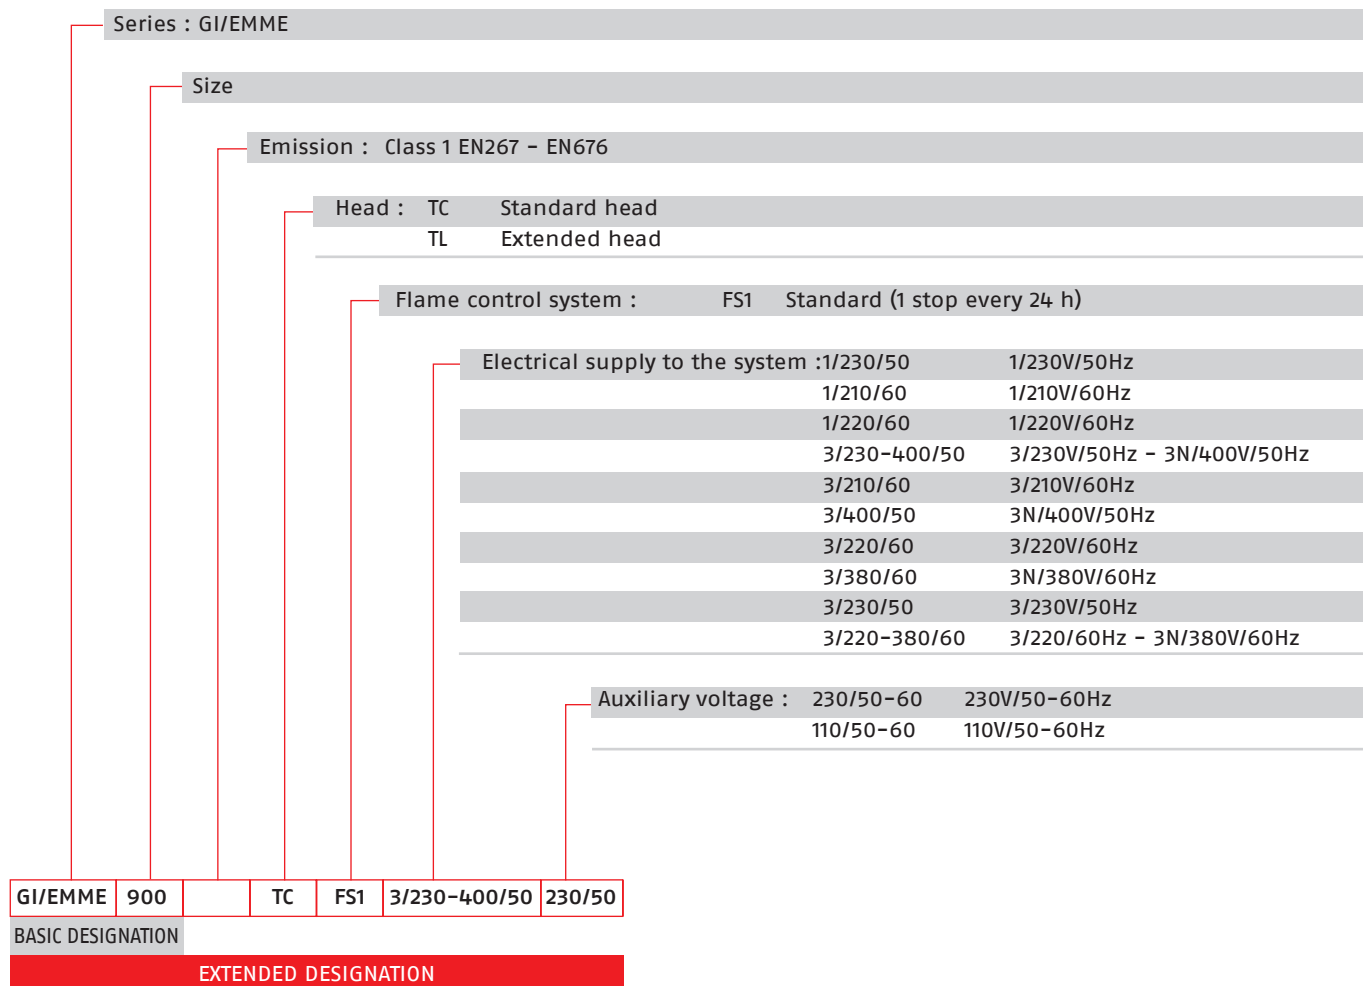 Series : GI/EMME
Size
Emission : Class 1 EN267 - EN676
Head : TC Standard head
TL Extended head
Flame control system : FS1 Standard (1 stop every 24 h)
Electrical supply to the system :1/230/50 1/230V/50Hz
1/210/60 1/210V/60Hz
1/220/60 1/220V/60Hz
3/230-400/50 3/230V/50Hz - 3N/400V/50Hz
3/210/60 3/210V/60Hz
3/400/50 3N/400V/50Hz
3/220/60 3/220V/60Hz
3/380/60 3N/380V/60Hz
3/230/50 3/230V/50Hz
3/220-380/60 3/220/60Hz - 3N/380V/60Hz
Auxiliary voltage : 230/50-60 230V/50-60Hz
110/50-60 110V/50-60Hz
GI/EMME 900 TC FS1 3/230-400/50 230/50
BASIC DESIGNATION
EXTENDED DESIGNATION